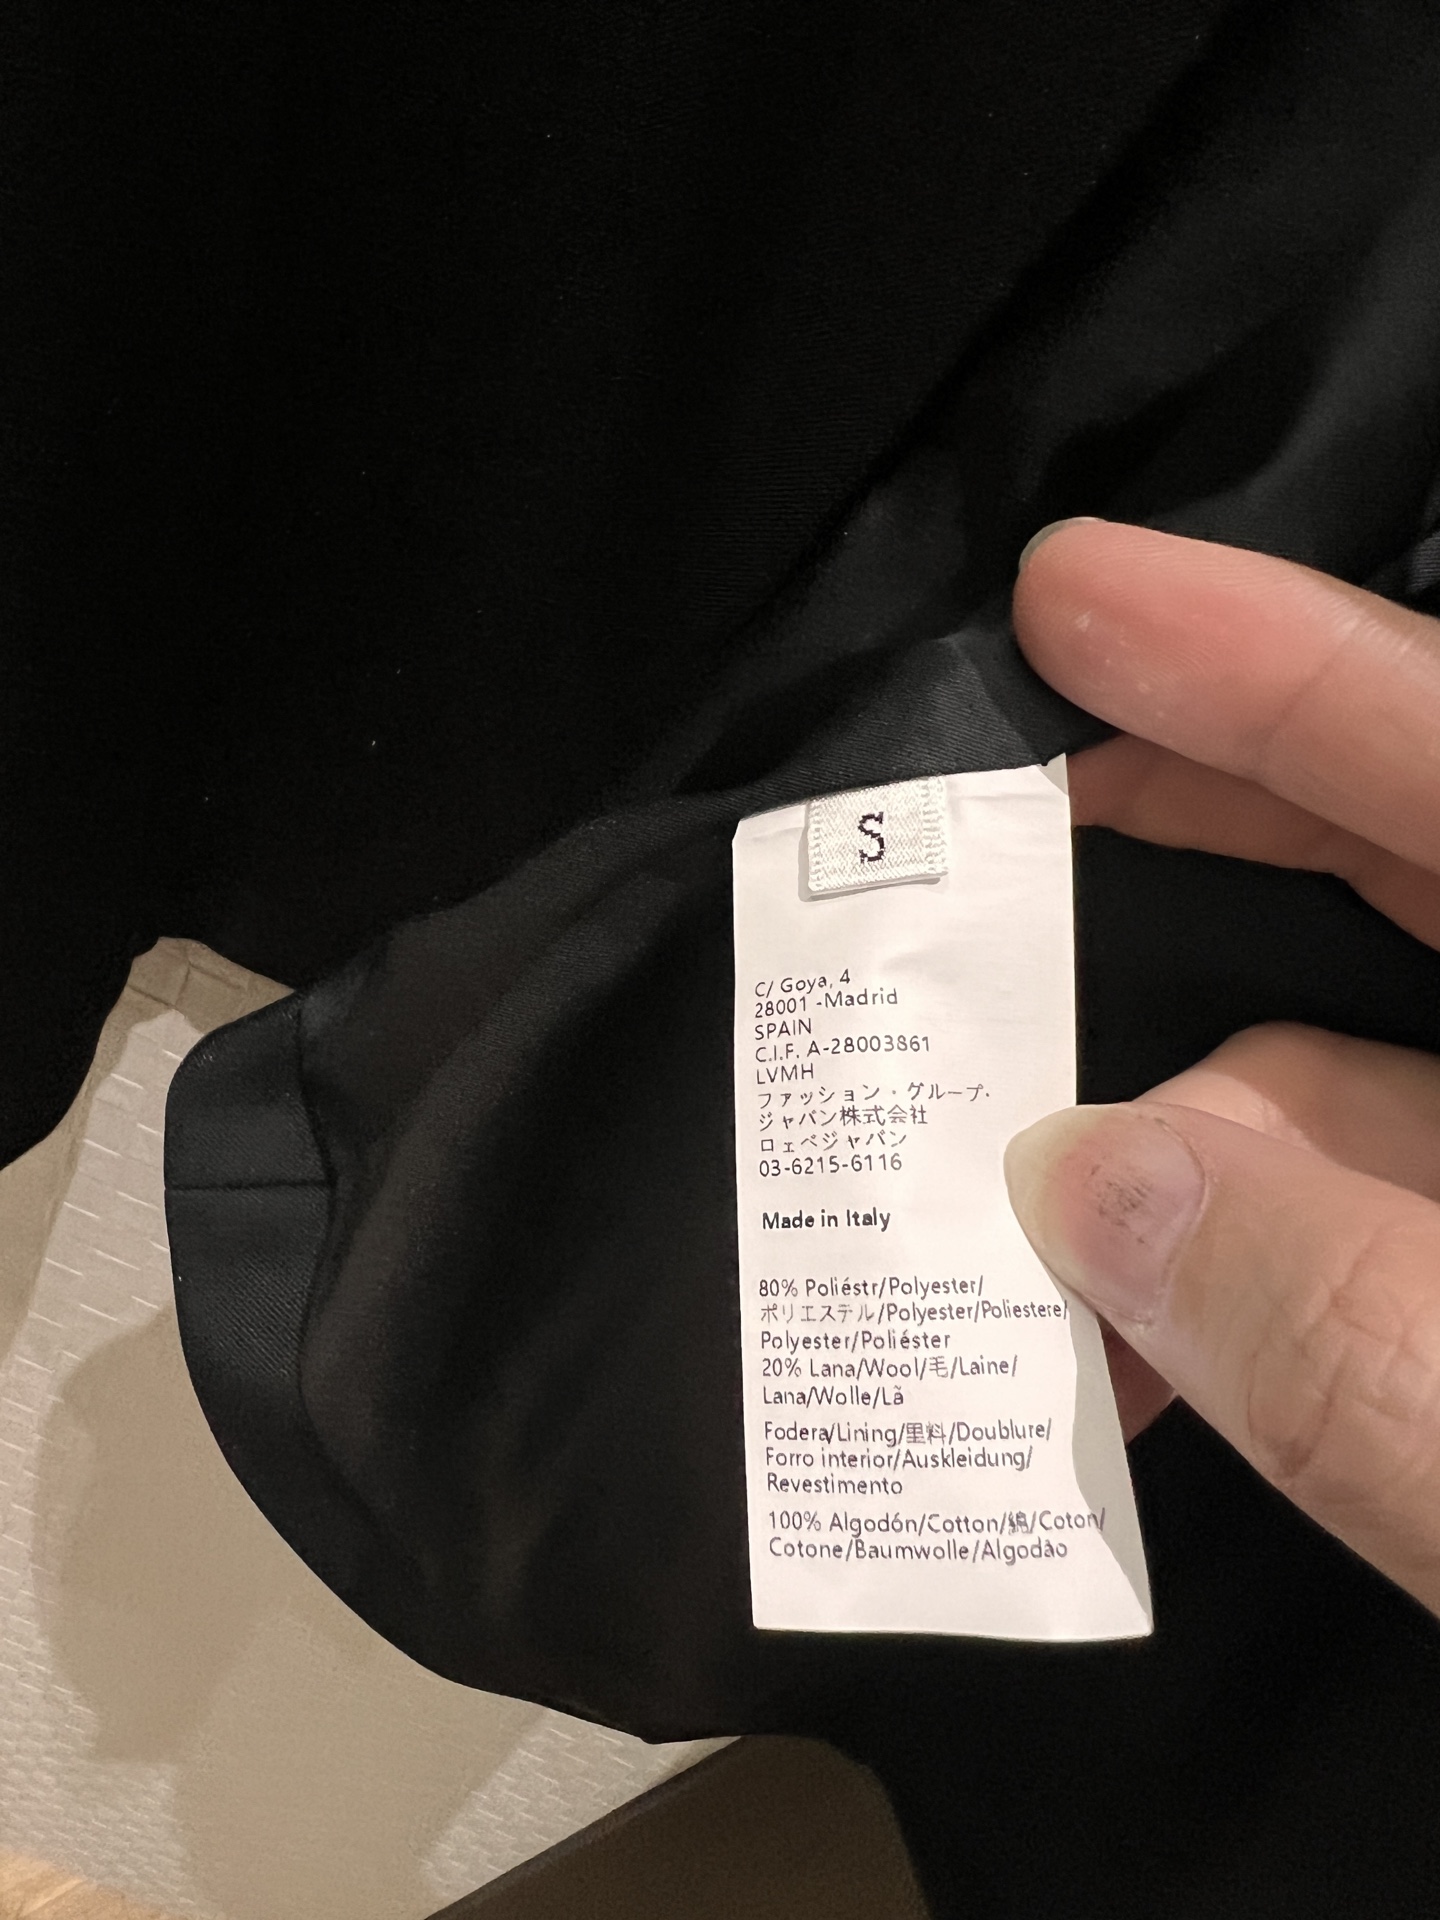 S
C/ Goya, 4
28001 -Madrid
SPAIN
C.I.F. A-28003861
LVMH
ファッション・グループ.
ジャパン株式会社
ロェベジャパン
03-6215-6116
Made in Italy
80% Poliéstr/Polyester/
ポリエステル/Polyester/Poliestere/
Polyester/Poliéster
20% Lana/Wool/毛/Laine/
Lana/Wolle/Lã
Fodera/Lining/里料/Doublure/
Forro interior/Auskleidung/
Revestimento
100% Algodón/Cotton/綿/Coton/
Cotone/Baumwolle/Algodão